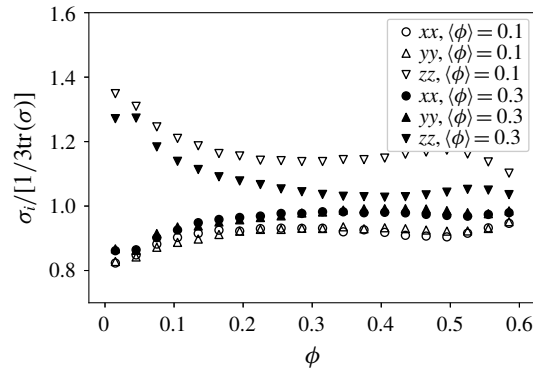 1.6
1.4
1.2
1.0
0.8
σi/[1/3tr(σ)]
xx, ⟨ϕ⟩ = 0.1
yy, ⟨ϕ⟩ = 0.1
zz, ⟨ϕ⟩ = 0.1
xx, ⟨ϕ⟩ = 0.3
yy, ⟨ϕ⟩ = 0.3
zz, ⟨ϕ⟩ = 0.3
0 0.1 0.2 0.3 0.4 0.5 0.6
ϕ